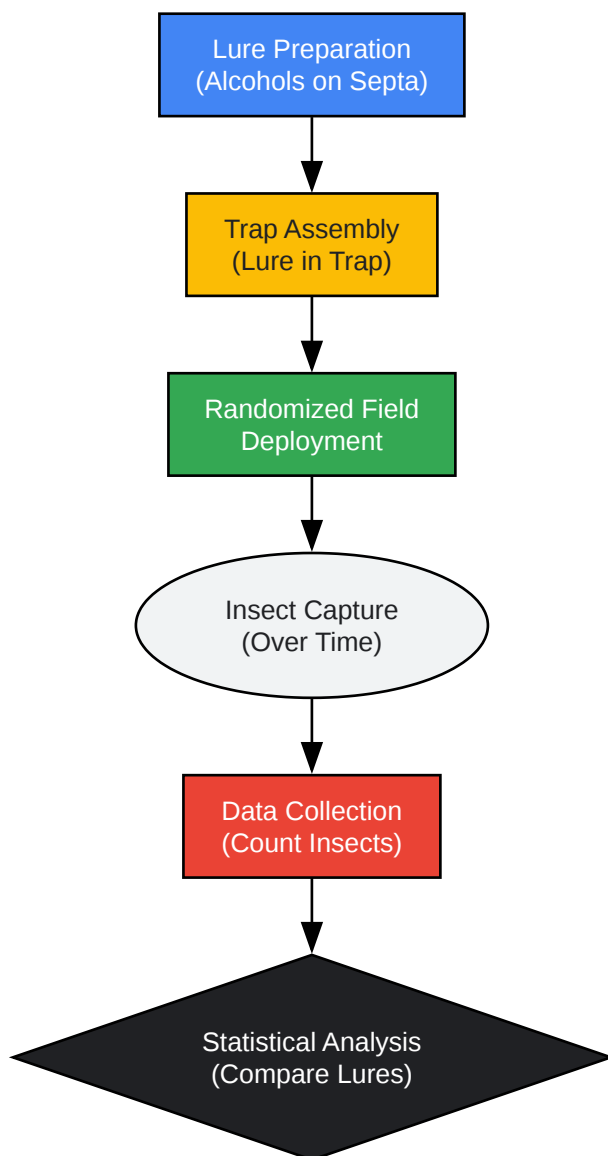 Lure Preparation
(Alcohols on Septa)
Trap Assembly
(Lure in Trap)
Randomized Field
Deployment
Insect Capture
(Over Time)
Data Collection
(Count Insects)
Statistical Analysis
(Compare Lures)